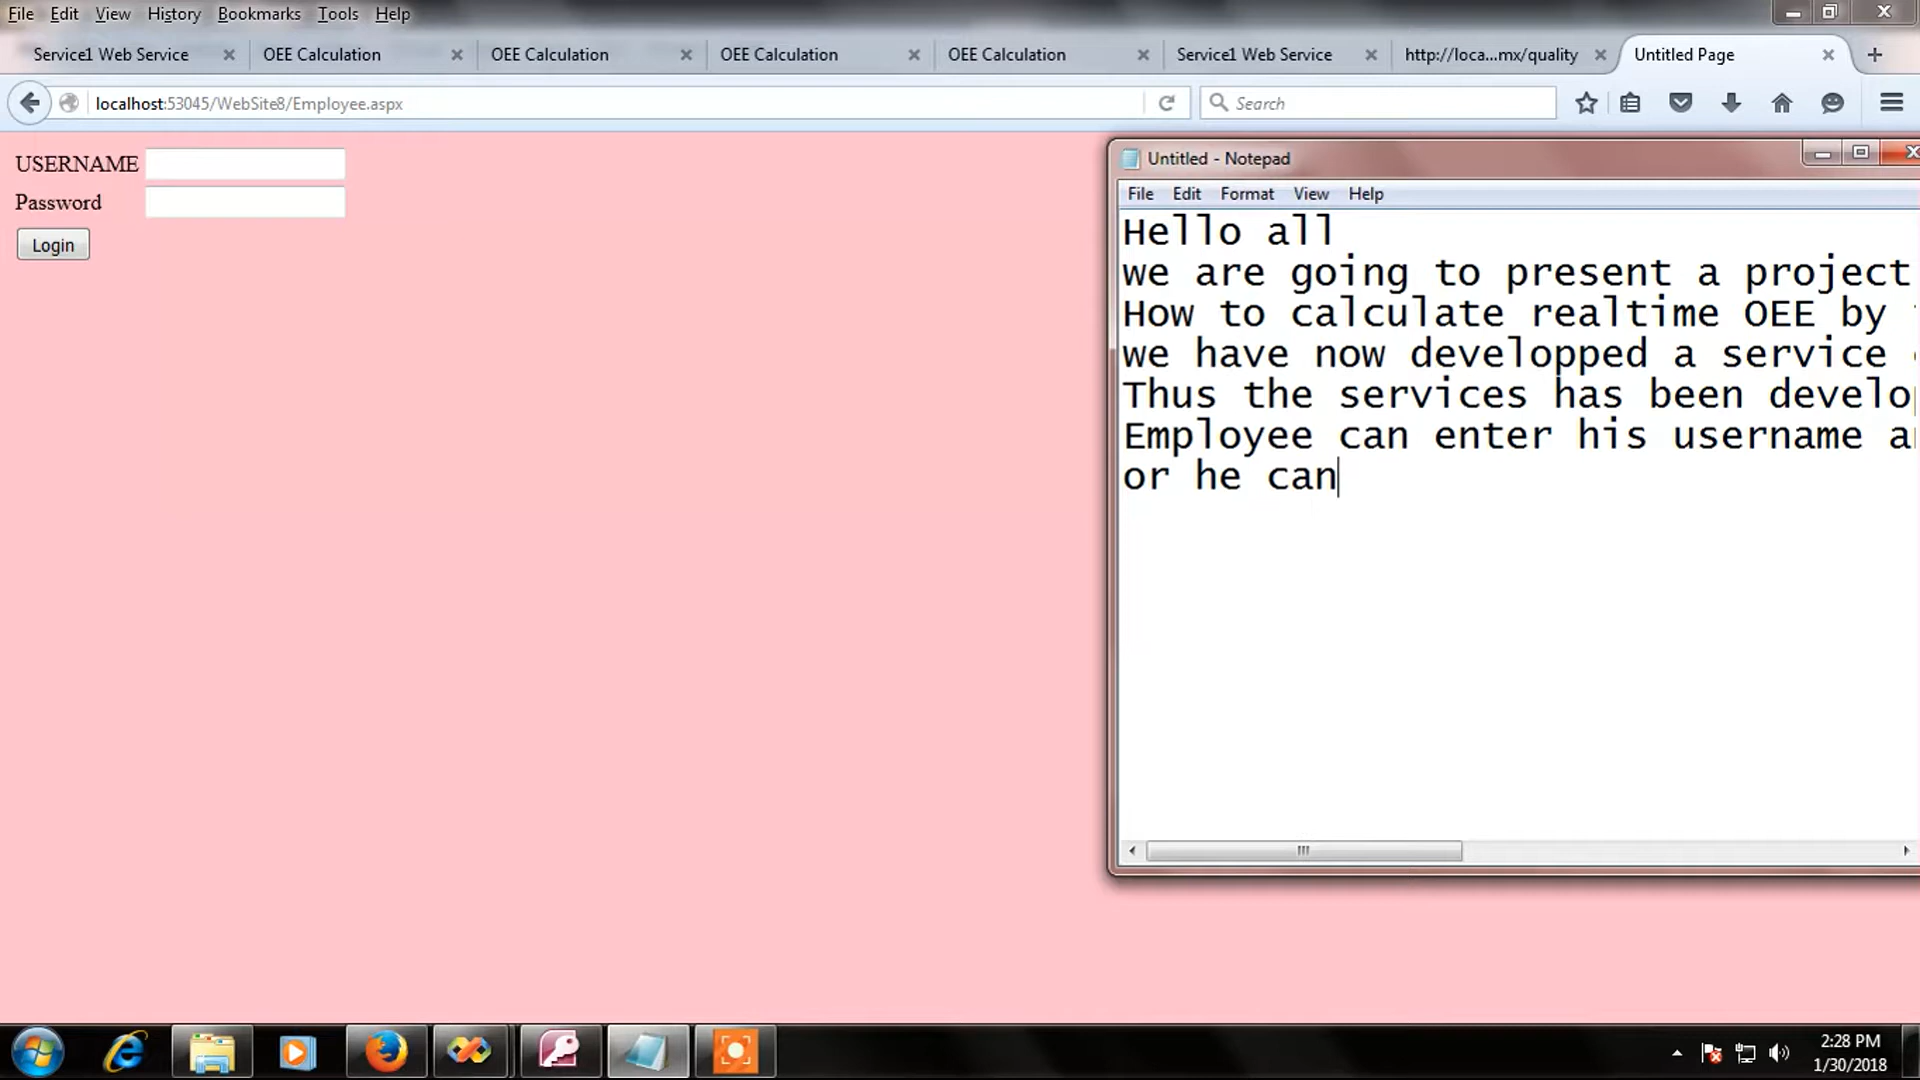 File Edit View History Bookmarks Tools Help
Service1 Web Service OEE Calculation OEE Calculation OEE Calculation OEE Calculation Service1 Web Service http://loca...mx/quality Untitled Page
localhost:53045/WebSite8/Employee.aspx Search
USERNAME
Password
Login
Untitled - Notepad
File Edit Format View Help
Hello all
we are going to present a project
How to calculate realtime OEE by
we have now developped a service
Thus the services has been develo
Employee can enter his username a
or he can
2:28 PM
1/30/2018